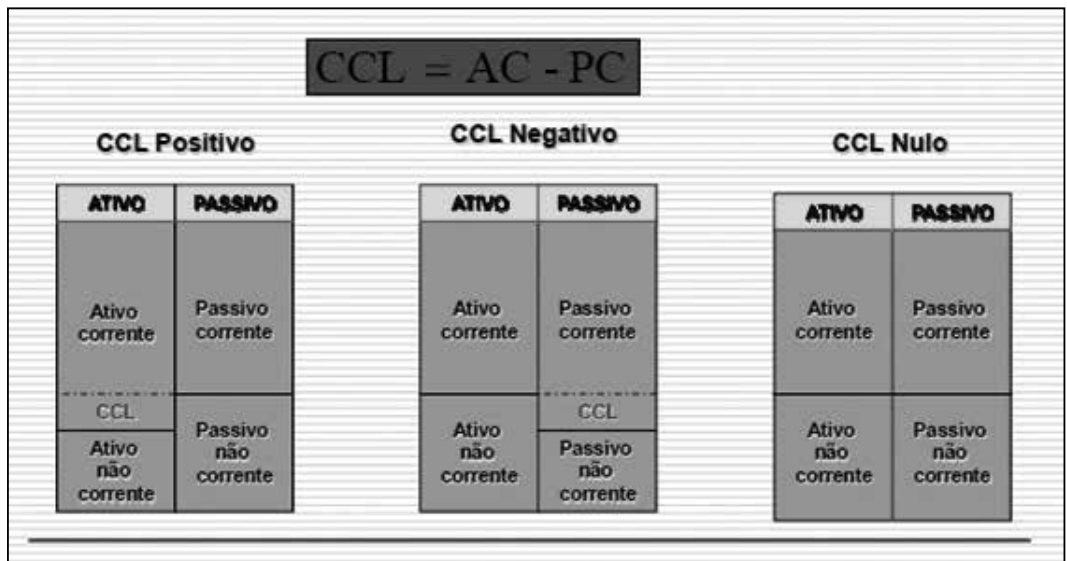 CCL = AC - PC
CCL Positivo
ATIVO
PASSIVO
Ativo
corrente
Passivo
corrente
CCL
Ativo
não
corrente
Passivo
não
corrente
CCL Negativo
ATIVO
PASSIVO
Ativo
corrente
Passivo
corrente
Ativo
não
corrente
CCL
Passivo
não
corrente
CCL Nulo
ATIVO
PASSIVO
Ativo
corrente
Passivo
corrente
Ativo
não
corrente
Passivo
não
corrente